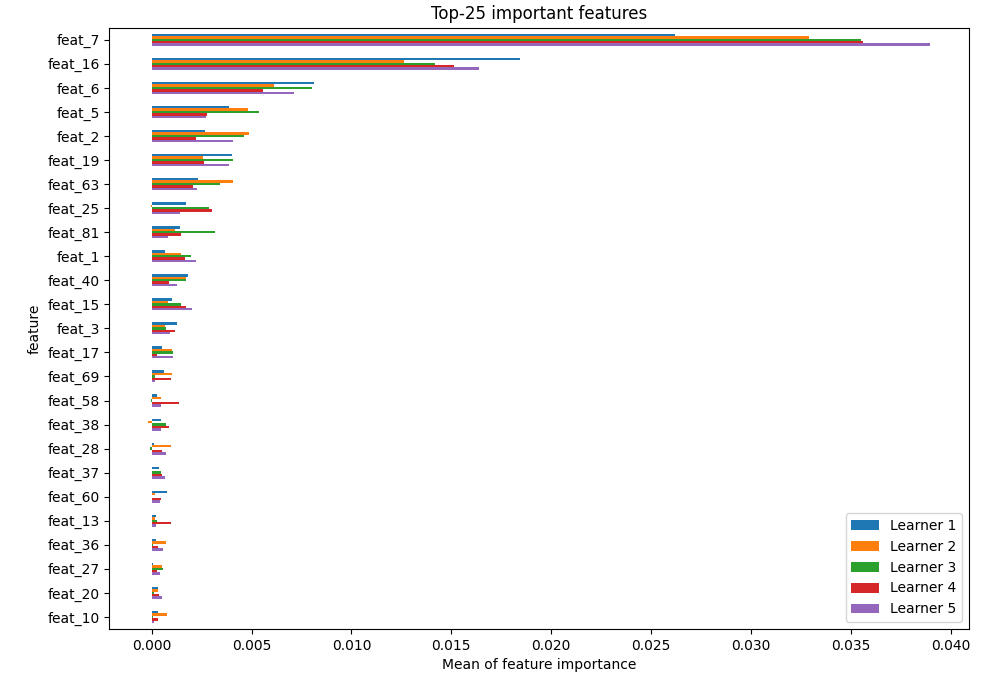 Top-25 important features
feature
feat_7
feat_16
feat_6
feat_5
feat_2
feat_19
feat_63
feat_25
feat_81
feat_1
feat_40
feat_15
feat_3
feat_17
feat_69
feat_58
feat_38
feat_28
feat_37
feat_60
feat_13
feat_36
feat_27
feat_20
feat_10
Learner 1
Learner 2
Learner 3
Learner 4
Learner 5
0.000 0.005 0.010 0.015 0.020 0.025 0.030 0.035 0.040
Mean of feature importance